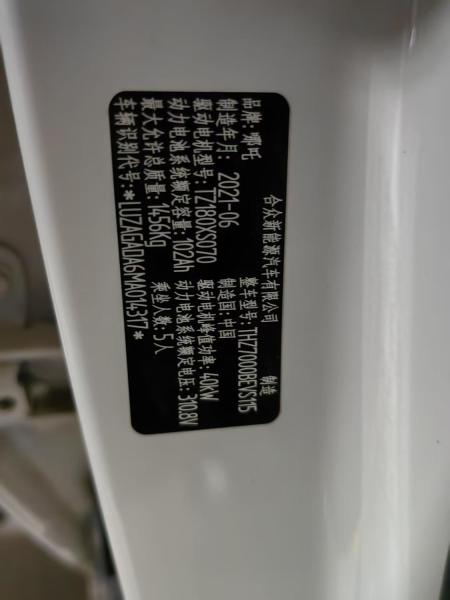 合众新能源汽车有限公司 制造
品牌: 哪吒 整车型号: THZ7000BEVS115
制造年月: 2021-06 制造国: 中国
驱动电机型号: TZ180XS070 驱动电机峰值功率: 40kW
动力电池系统额定容量: 102Ah 动力电池系统额定电压: 310.8V
最大允许总质量: 1456Kg 乘坐人数: 5人
车辆识别代号: *LUZAGADA6MA014317*